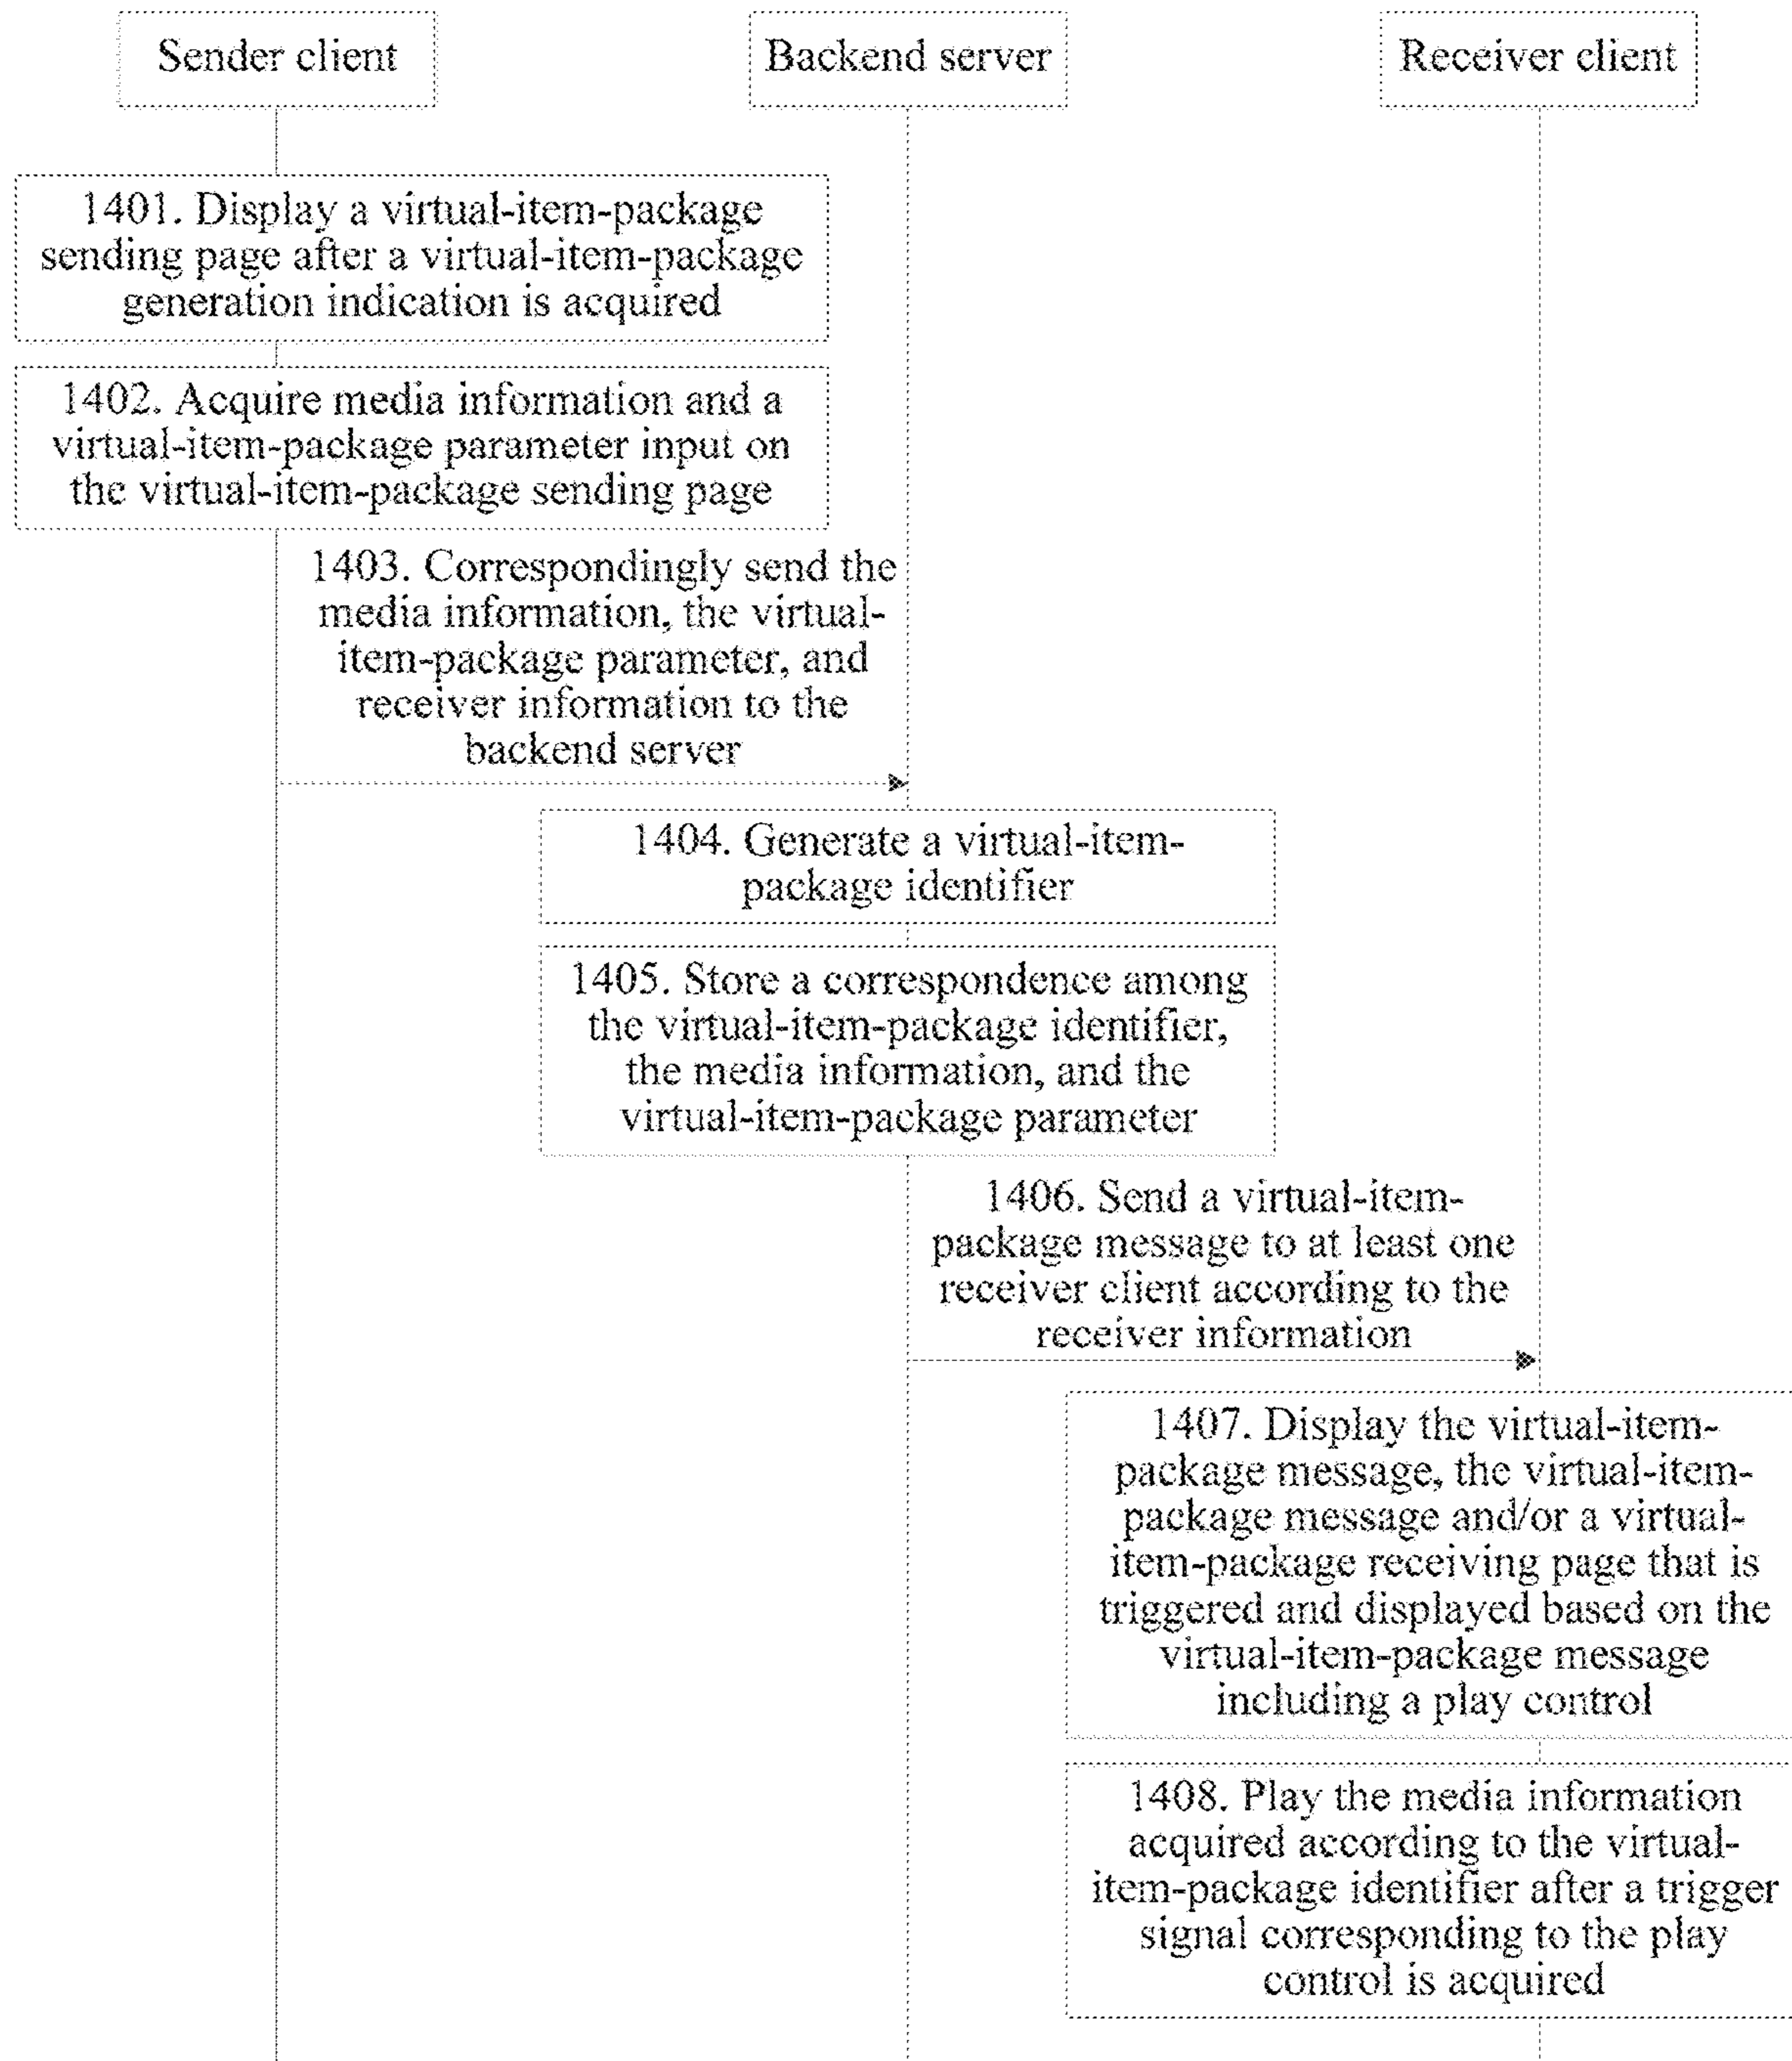 Sender client
Backend server
Receiver client
1401. Display a virtual-item-package
sending page after a virtual-item-package
generation indication is acquired
1402. Acquire media information and a
virtual-item-package parameter input on
the virtual-item-package sending page
1403. Correspondingly send the
media information, the virtual-
item-package parameter, and
receiver information to the
backend server
1404. Generate a virtual-item-
package identifier
1405. Store a correspondence among
the virtual-item-package identifier,
the media information, and the
virtual-item-package parameter
1406. Send a virtual-item-
package message to at least one
receiver client according to the
receiver information
1407. Display the virtual-item-
package message, the virtual-item-
package message and/or a virtual-
item-package receiving page that is
triggered and displayed based on the
virtual-item-package message
including a play control
1408. Play the media information
acquired according to the virtual-
item-package identifier after a trigger
signal corresponding to the play
control is acquired